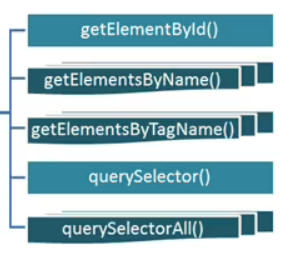 getElementById()
getElementsByName()
getElementsByTagName()
querySelector()
querySelectorAll()